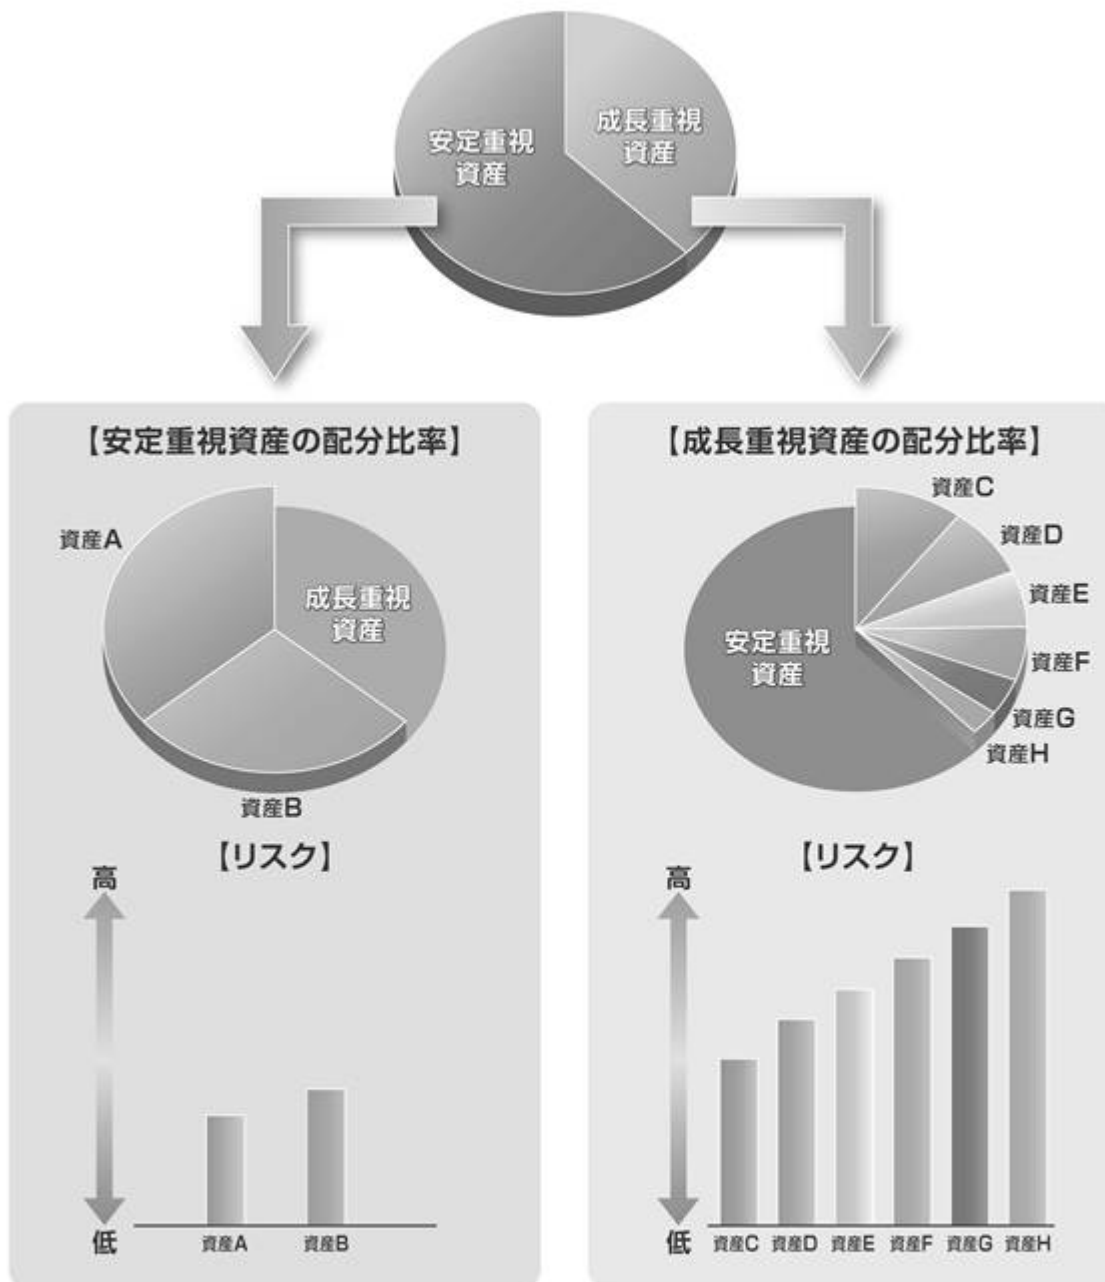 安定重視
資産
成長重視
資産
【安定重視資産の配分比率】
資産A
成長重視
資産
資産B
【リスク】
高
低
資産A
資産B
【成長重視資産の配分比率】
資産C
資産D
資産E
資産F
資産G
資産H
安定重視
資産
【リスク】
高
低
資産C
資産D
資産E
資産F
資産G
資産H